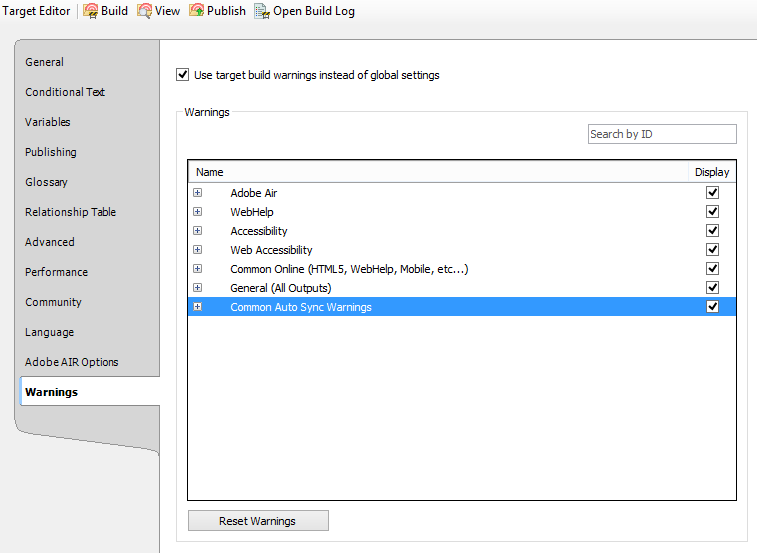 Target Editor Build View Publish Open Build Log
General
Conditional Text
Variables
Publishing
Glossary
Relationship Table
Advanced
Performance
Community
Language
Adobe AIR Options
Warnings
Use target build warnings instead of global settings
Warnings
Search by ID
Name Display
Adobe Air
WebHelp
Accessibility
Web Accessibility
Common Online (HTML5, WebHelp, Mobile, etc...)
General (All Outputs)
Common Auto Sync Warnings
Reset Warnings